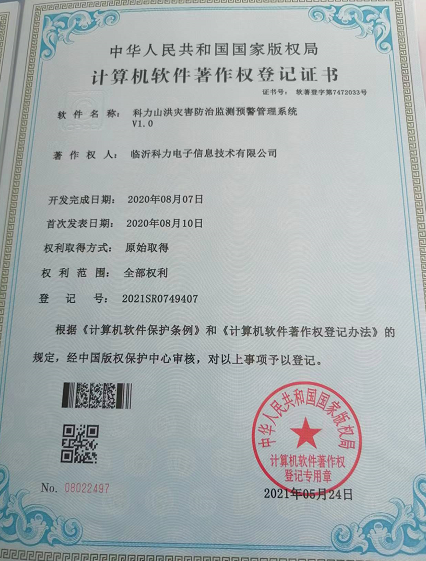 中华人民共和国国家版权局
计算机软件著作权登记证书
证书号： 软著登字第7472033号
软件名称： 科力山洪灾害防治监测预警管理系统
V1.0
著作权人： 临沂科力电子信息技术有限公司
开发完成日期： 2020年08月07日
首次发表日期： 2020年08月10日
权利取得方式： 原始取得
权利范围： 全部权利
登记号： 2021SR0749407
根据《计算机软件保护条例》和《计算机软件著作权登记办法》的
规定，经中国版权保护中心审核，对以上事项予以登记。
中华人民共和国国家版权局
计算机软件著作权
登记专用章
No. 08022497
2021年05月24日